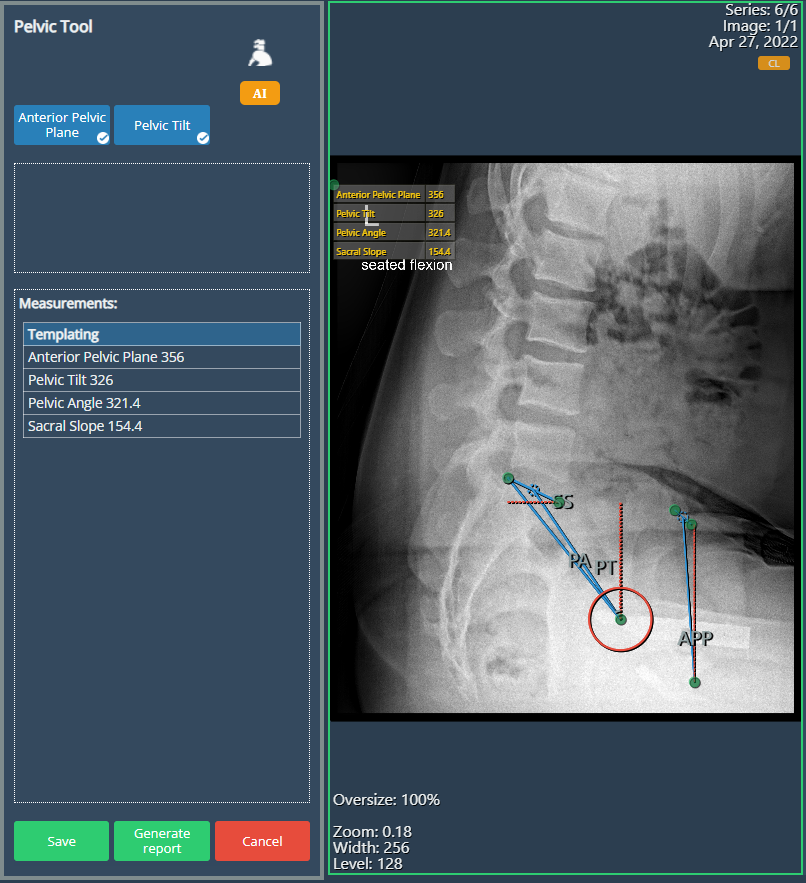 Pelvic Tool
AI
Anterior Pelvic
Plane
Pelvic Tilt
Measurements:
Templating
Anterior Pelvic Plane 356
Pelvic Tilt 326
Pelvic Angle 321.4
Sacral Slope 154.4
Save
Generate
report
Cancel
Series: 6/6
Image: 1/1
Apr 27, 2022
CL
Anterior Pelvic Plane 356
Pelvic Tilt 326
L
Pelvic Angle 321.4
Sacral Slope 154.4
seated flexion
SS
PA
PT
APP
Oversize: 100%
Zoom: 0.18
Width: 256
Level: 128